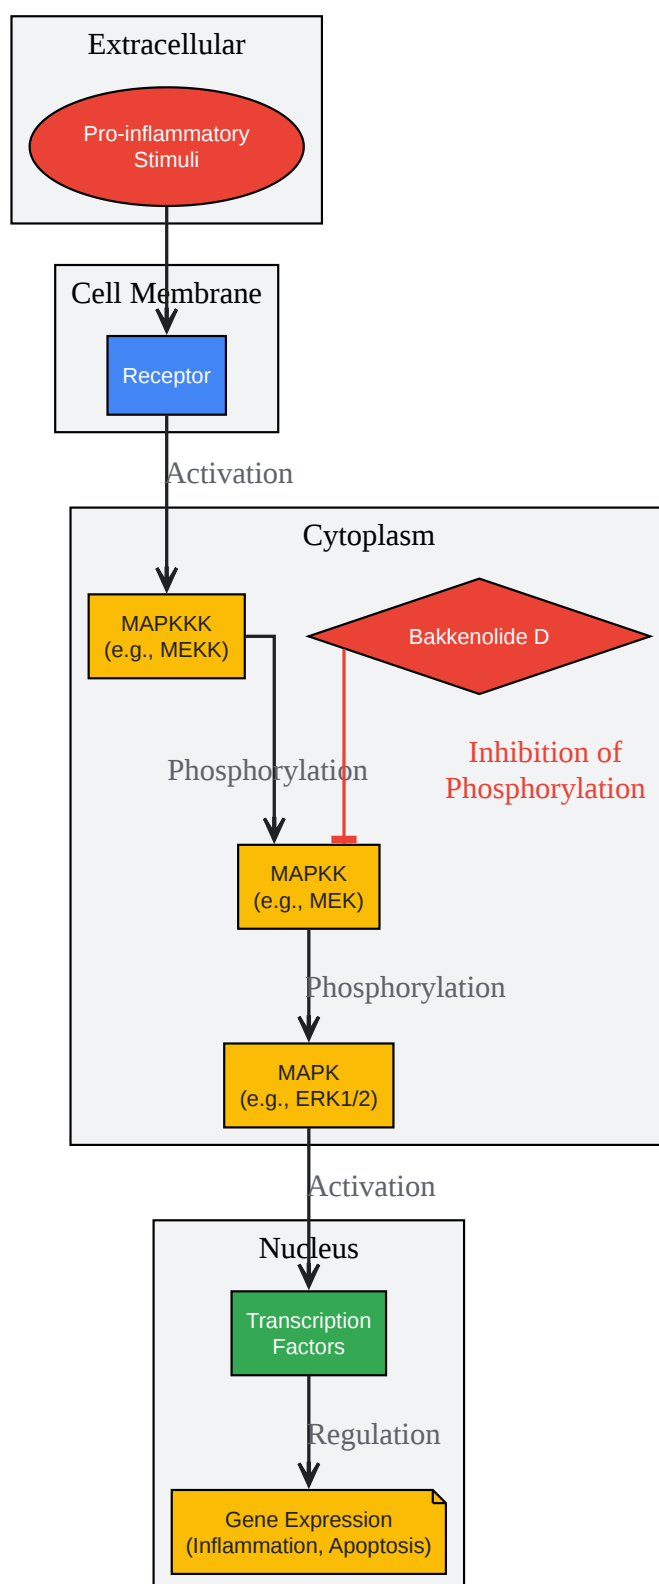 Extracellular
Pro-inflammatory
Stimuli
Cell Membrane
Receptor
Activation
Cytoplasm
MAPKKK
(e.g., MEKK)
Bakkenolide D
Phosphorylation
Inhibition of
Phosphorylation
MAPKK
(e.g., MEK)
Phosphorylation
MAPK
(e.g., ERK1/2)
Activation
Nucleus
Transcription
Factors
Regulation
Gene Expression
(Inflammation, Apoptosis)